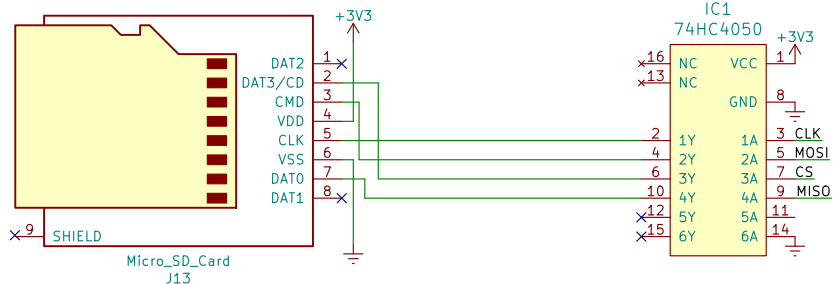 +3V3
DAT2 1
DAT3/CD 2
CMD 3
VDD 4
CLK 5
VSS 6
DAT0 7
DAT1 8
9 SHIELD
Micro_SD_Card
J13
IC1
74HC4050
+3V3
16 NC VCC 1
13 NC
GND 8
2 1Y 1A 3 CLK
4 2Y 2A 5 MOSI
6 3Y 3A 7 CS
10 4Y 4A 9 MISO
12 5Y 5A 11
15 6Y 6A 14